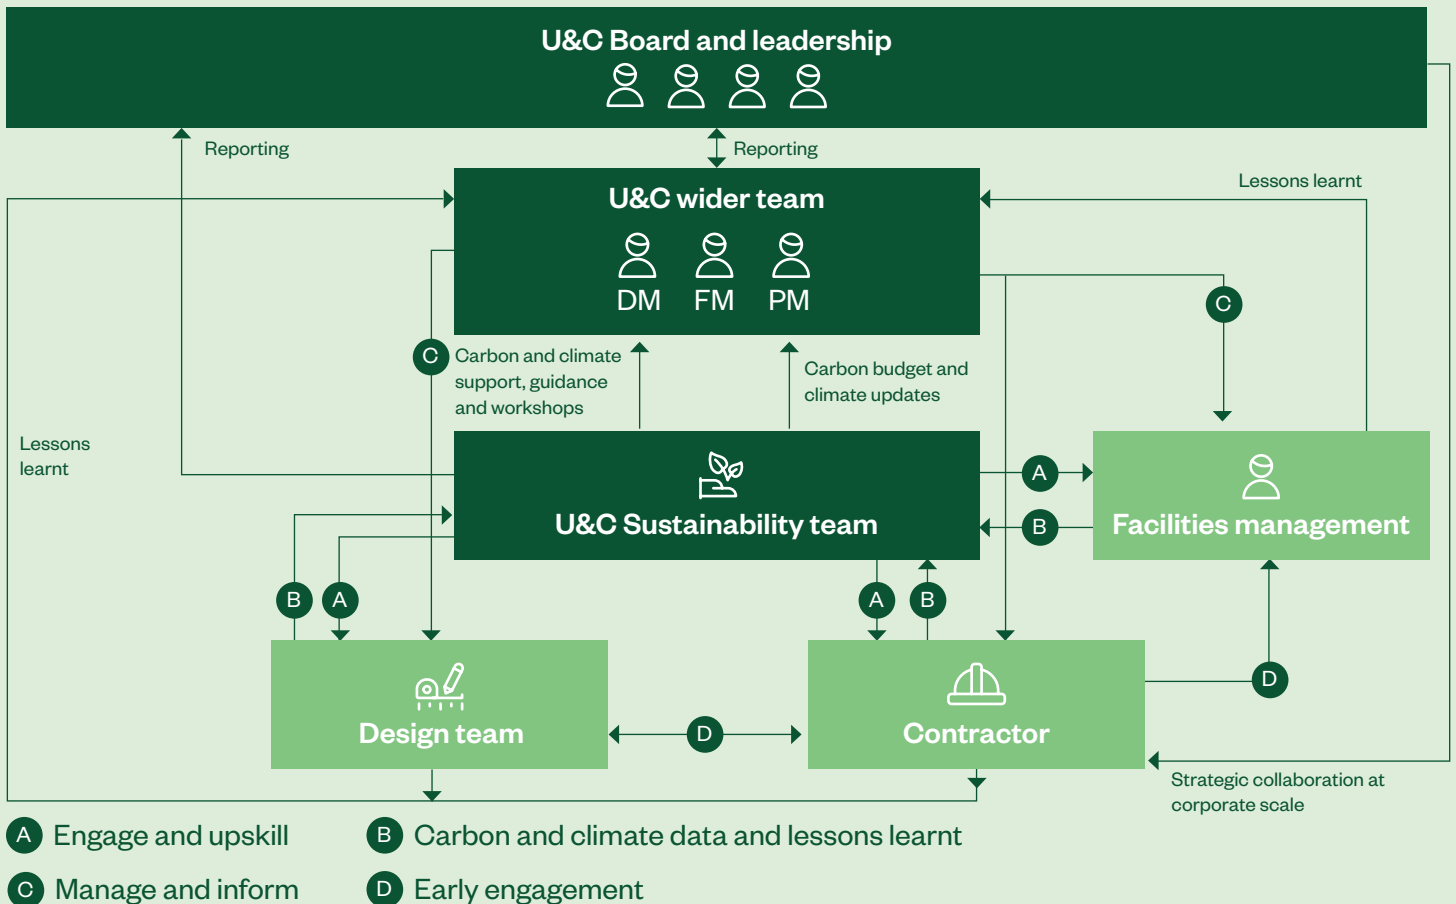 U&C Board and leadership
Reporting
Reporting
U&C wider team
DM FM PM
Lessons learnt
C
C
Carbon and climate
support, guidance
and workshops
Carbon budget and
climate updates
Lessons
learnt
U&C Sustainability team
A
B
Facilities management
B
A
A
B
D
Design team
D
Contractor
Strategic collaboration at
corporate scale
A Engage and upskill
B Carbon and climate data and lessons learnt
C Manage and inform
D Early engagement